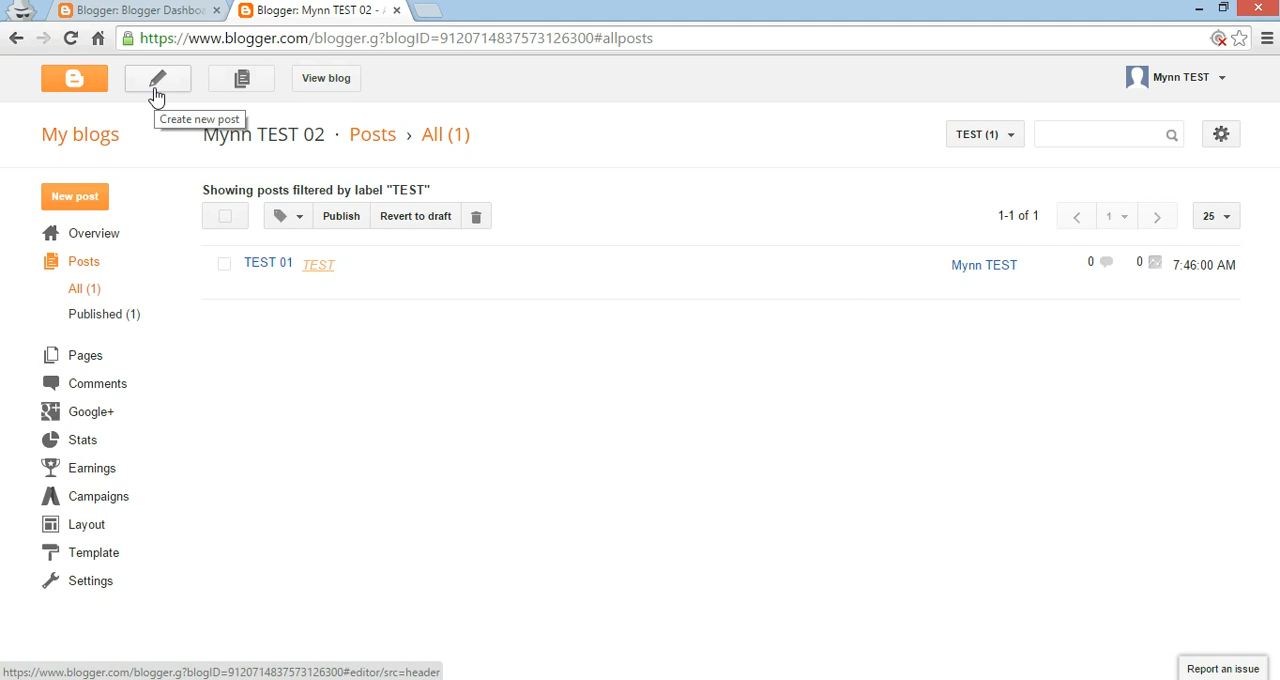 Blogger: Blogger Dashboa
Blogger: Mynn TEST 02 -
https://www.blogger.com/blogger.g?blogID=9120714837573126300#allposts
View blog
Mynn TEST
Create new post
My blogs
Mynn TEST 02 · Posts › All (1)
TEST (1)
New post
Showing posts filtered by label "TEST"
Publish
Revert to draft
1-1 of 1
1
25
Overview
Posts
All (1)
Published (1)
TEST 01 TEST
Mynn TEST
0
0
7:46:00 AM
Pages
Comments
Google+
Stats
Earnings
Campaigns
Layout
Template
Settings
https://www.blogger.com/blogger.g?blogID=9120714837573126300#editor/src=header
Report an issue